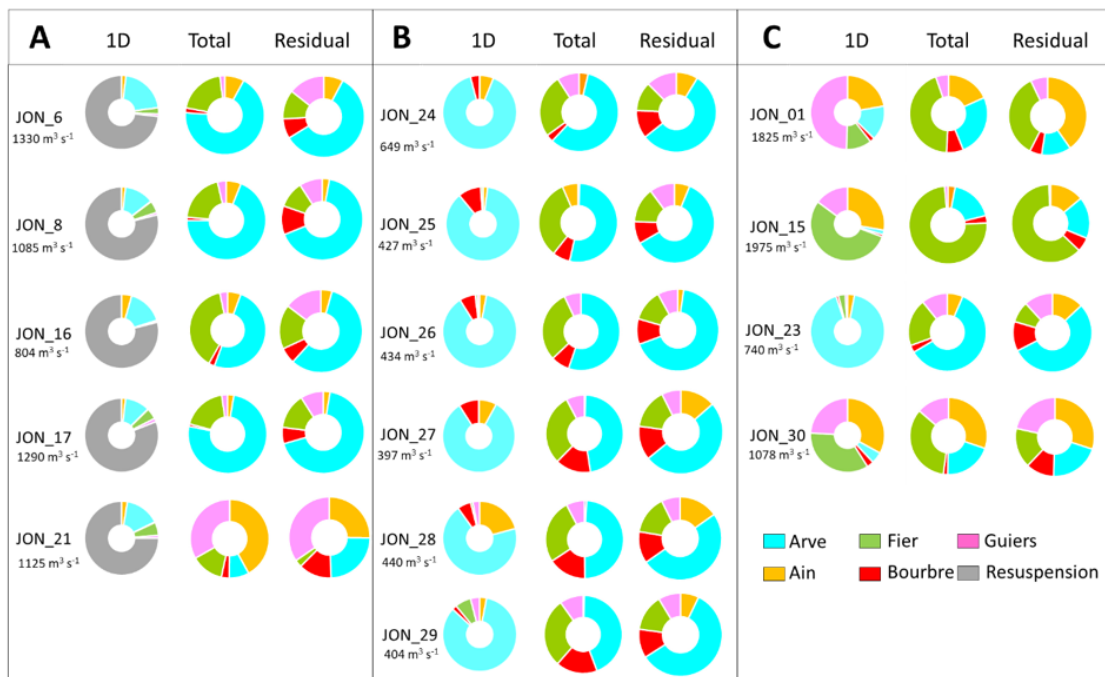 A 1D Total Residual
JON_6
1330 m³ s⁻¹
JON_8
1085 m³ s⁻¹
JON_16
804 m³ s⁻¹
JON_17
1290 m³ s⁻¹
JON_21
1125 m³ s⁻¹
B 1D Total Residual
JON_24
649 m³ s⁻¹
JON_25
427 m³ s⁻¹
JON_26
434 m³ s⁻¹
JON_27
397 m³ s⁻¹
JON_28
440 m³ s⁻¹
JON_29
404 m³ s⁻¹
C 1D Total Residual
JON_01
1825 m³ s⁻¹
JON_15
1975 m³ s⁻¹
JON_23
740 m³ s⁻¹
JON_30
1078 m³ s⁻¹
Arve Fier Guiers
Ain Bourbre Resuspension